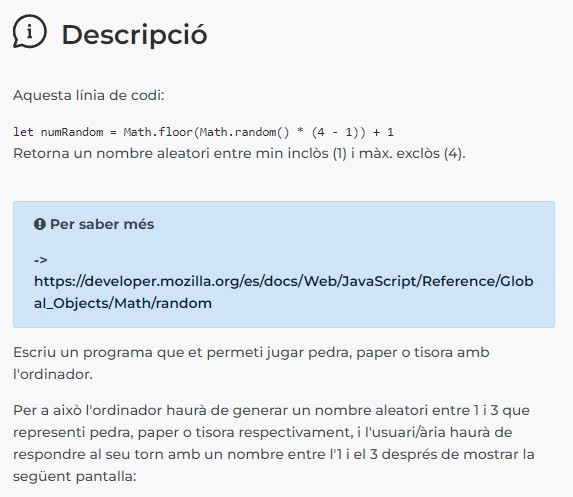 Descripció
Aquesta línia de codi:
let numRandom = Math.floor(Math.random() * (4 - 1)) + 1
Retorna un nombre aleatori entre min inclòs (1) i màx. exclòs (4).
Per saber més
->
https://developer.mozilla.org/es/docs/Web/JavaScript/Reference/Glob
al_Objects/Math/random
Escriu un programa que et permeti jugar pedra, paper o tisora amb
l'ordinador.
Per a això l'ordinador haurà de generar un nombre aleatori entre 1 i 3 que
representi pedra, paper o tisora respectivament, i l'usuari/ària haurà de
respondre al seu torn amb un nombre entre l'1 i el 3 després de mostrar la
següent pantalla: